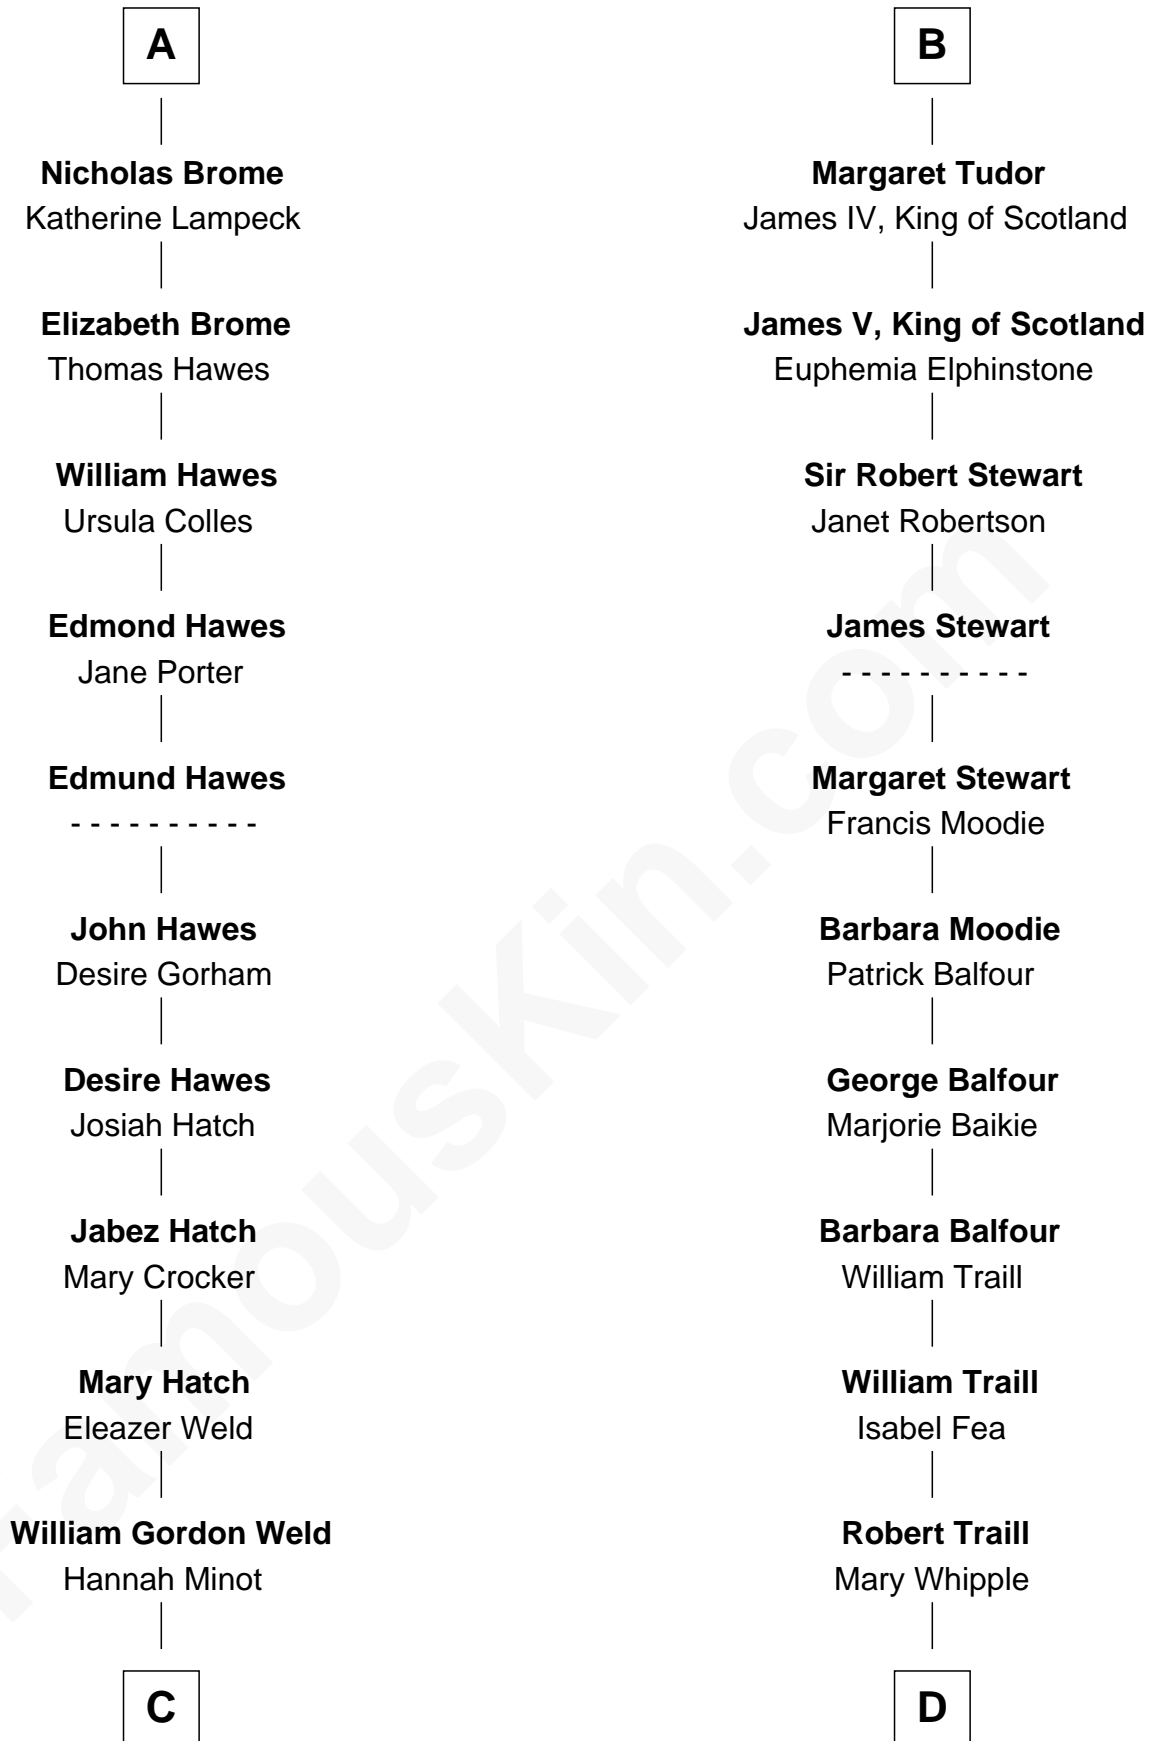 A
Nicholas Brome
Katherine Lampeck
Elizabeth Brome
Thomas Hawes
William Hawes
Ursula Colles
Edmond Hawes
Jane Porter
Edmund Hawes
- - - - - - - - - -
John Hawes
Desire Gorham
Desire Hawes
Josiah Hatch
Jabez Hatch
Mary Crocker
Mary Hatch
Eleazer Weld
William Gordon Weld
Hannah Minot
C
B
Margaret Tudor
James IV, King of Scotland
James V, King of Scotland
Euphemia Elphinstone
Sir Robert Stewart
Janet Robertson
James Stewart
- - - - - - - - - -
Margaret Stewart
Francis Moodie
Barbara Moodie
Patrick Balfour
George Balfour
Marjorie Baikie
Barbara Balfour
William Traill
William Traill
Isabel Fea
Robert Traill
Mary Whipple
D
FamousKin.com